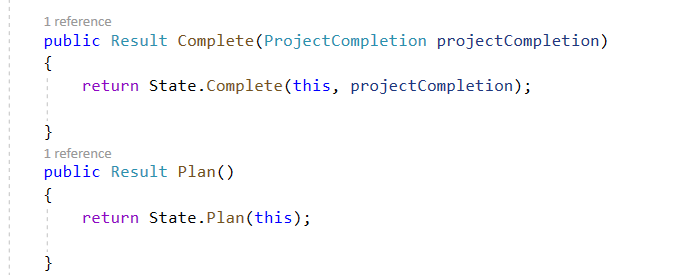 1 reference
public Result Complete(ProjectCompletion projectCompletion)
{
return State.Complete(this, projectCompletion);
}
1 reference
public Result Plan()
{
return State.Plan(this);
}